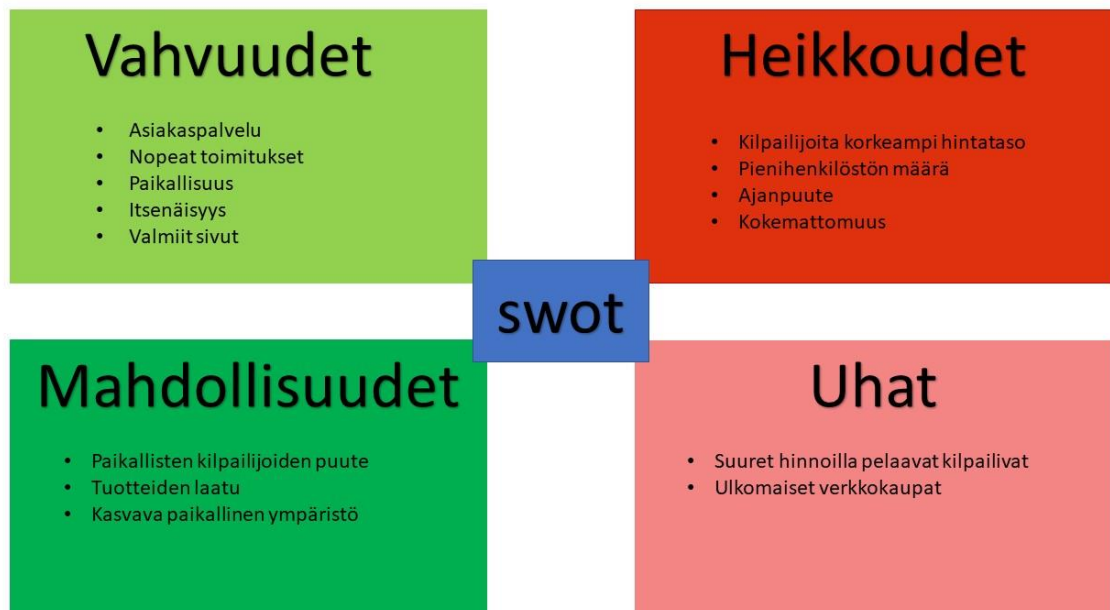 Vahvuudet
• Asiakaspalvelu
• Nopeat toimitukset
• Paikallisuus
• Itsenäisyys
• Valmiit sivut
Heikkoudet
• Kilpailijoita korkeampi hintataso
• Pienihenkilöstön määrä
• Ajanpuute
• Kokemattomuus
swot
Mahdollisuudet
• Paikallisten kilpailijoiden puute
• Tuotteiden laatu
• Kasvava paikallinen ympäristö
Uhat
• Suuret hinnoilla pelaavat kilpailivat
• Ulkomaiset verkkokaupat